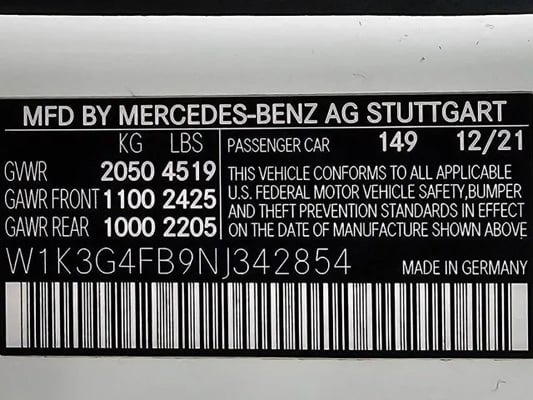 MFD BY MERCEDES-BENZ AG STUTTGART
KG LBS
GVWR 2050 4519
GAWR FRONT 1100 2425
GAWR REAR 1000 2205
PASSENGER CAR 149 12/21
THIS VEHICLE CONFORMS TO ALL APPLICABLE
U.S. FEDERAL MOTOR VEHICLE SAFETY,BUMPER
AND THEFT PREVENTION STANDARDS IN EFFECT
ON THE DATE OF MANUFACTURE SHOWN ABOVE
W1K3G4FB9NJ342854 MADE IN GERMANY